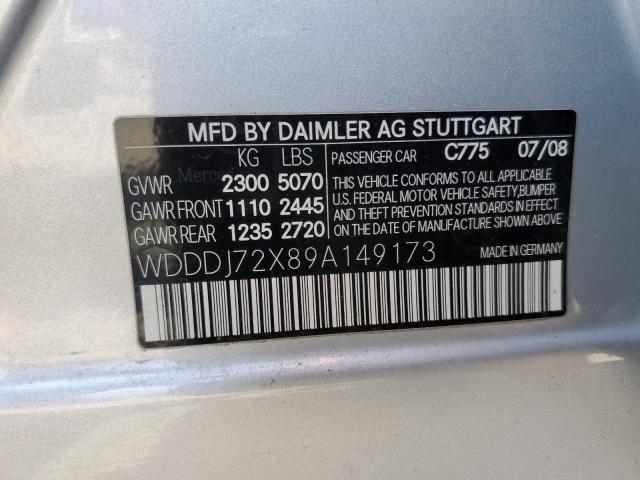 MFD BY DAIMLER AG STUTTGART
KG LBS PASSENGER CAR C775 07/08
GVWR 2300 5070
GAWR FRONT 1110 2445
GAWR REAR 1235 2720
THIS VEHICLE CONFORMS TO ALL APPLICABLE
U.S. FEDERAL MOTOR VEHICLE SAFETY, BUMPER
AND THEFT PREVENTION STANDARDS IN EFFECT ON
THE DATE OF MANUFACTURE SHOWN ABOVE.
WDDDJ72X89A149173 MADE IN GERMANY